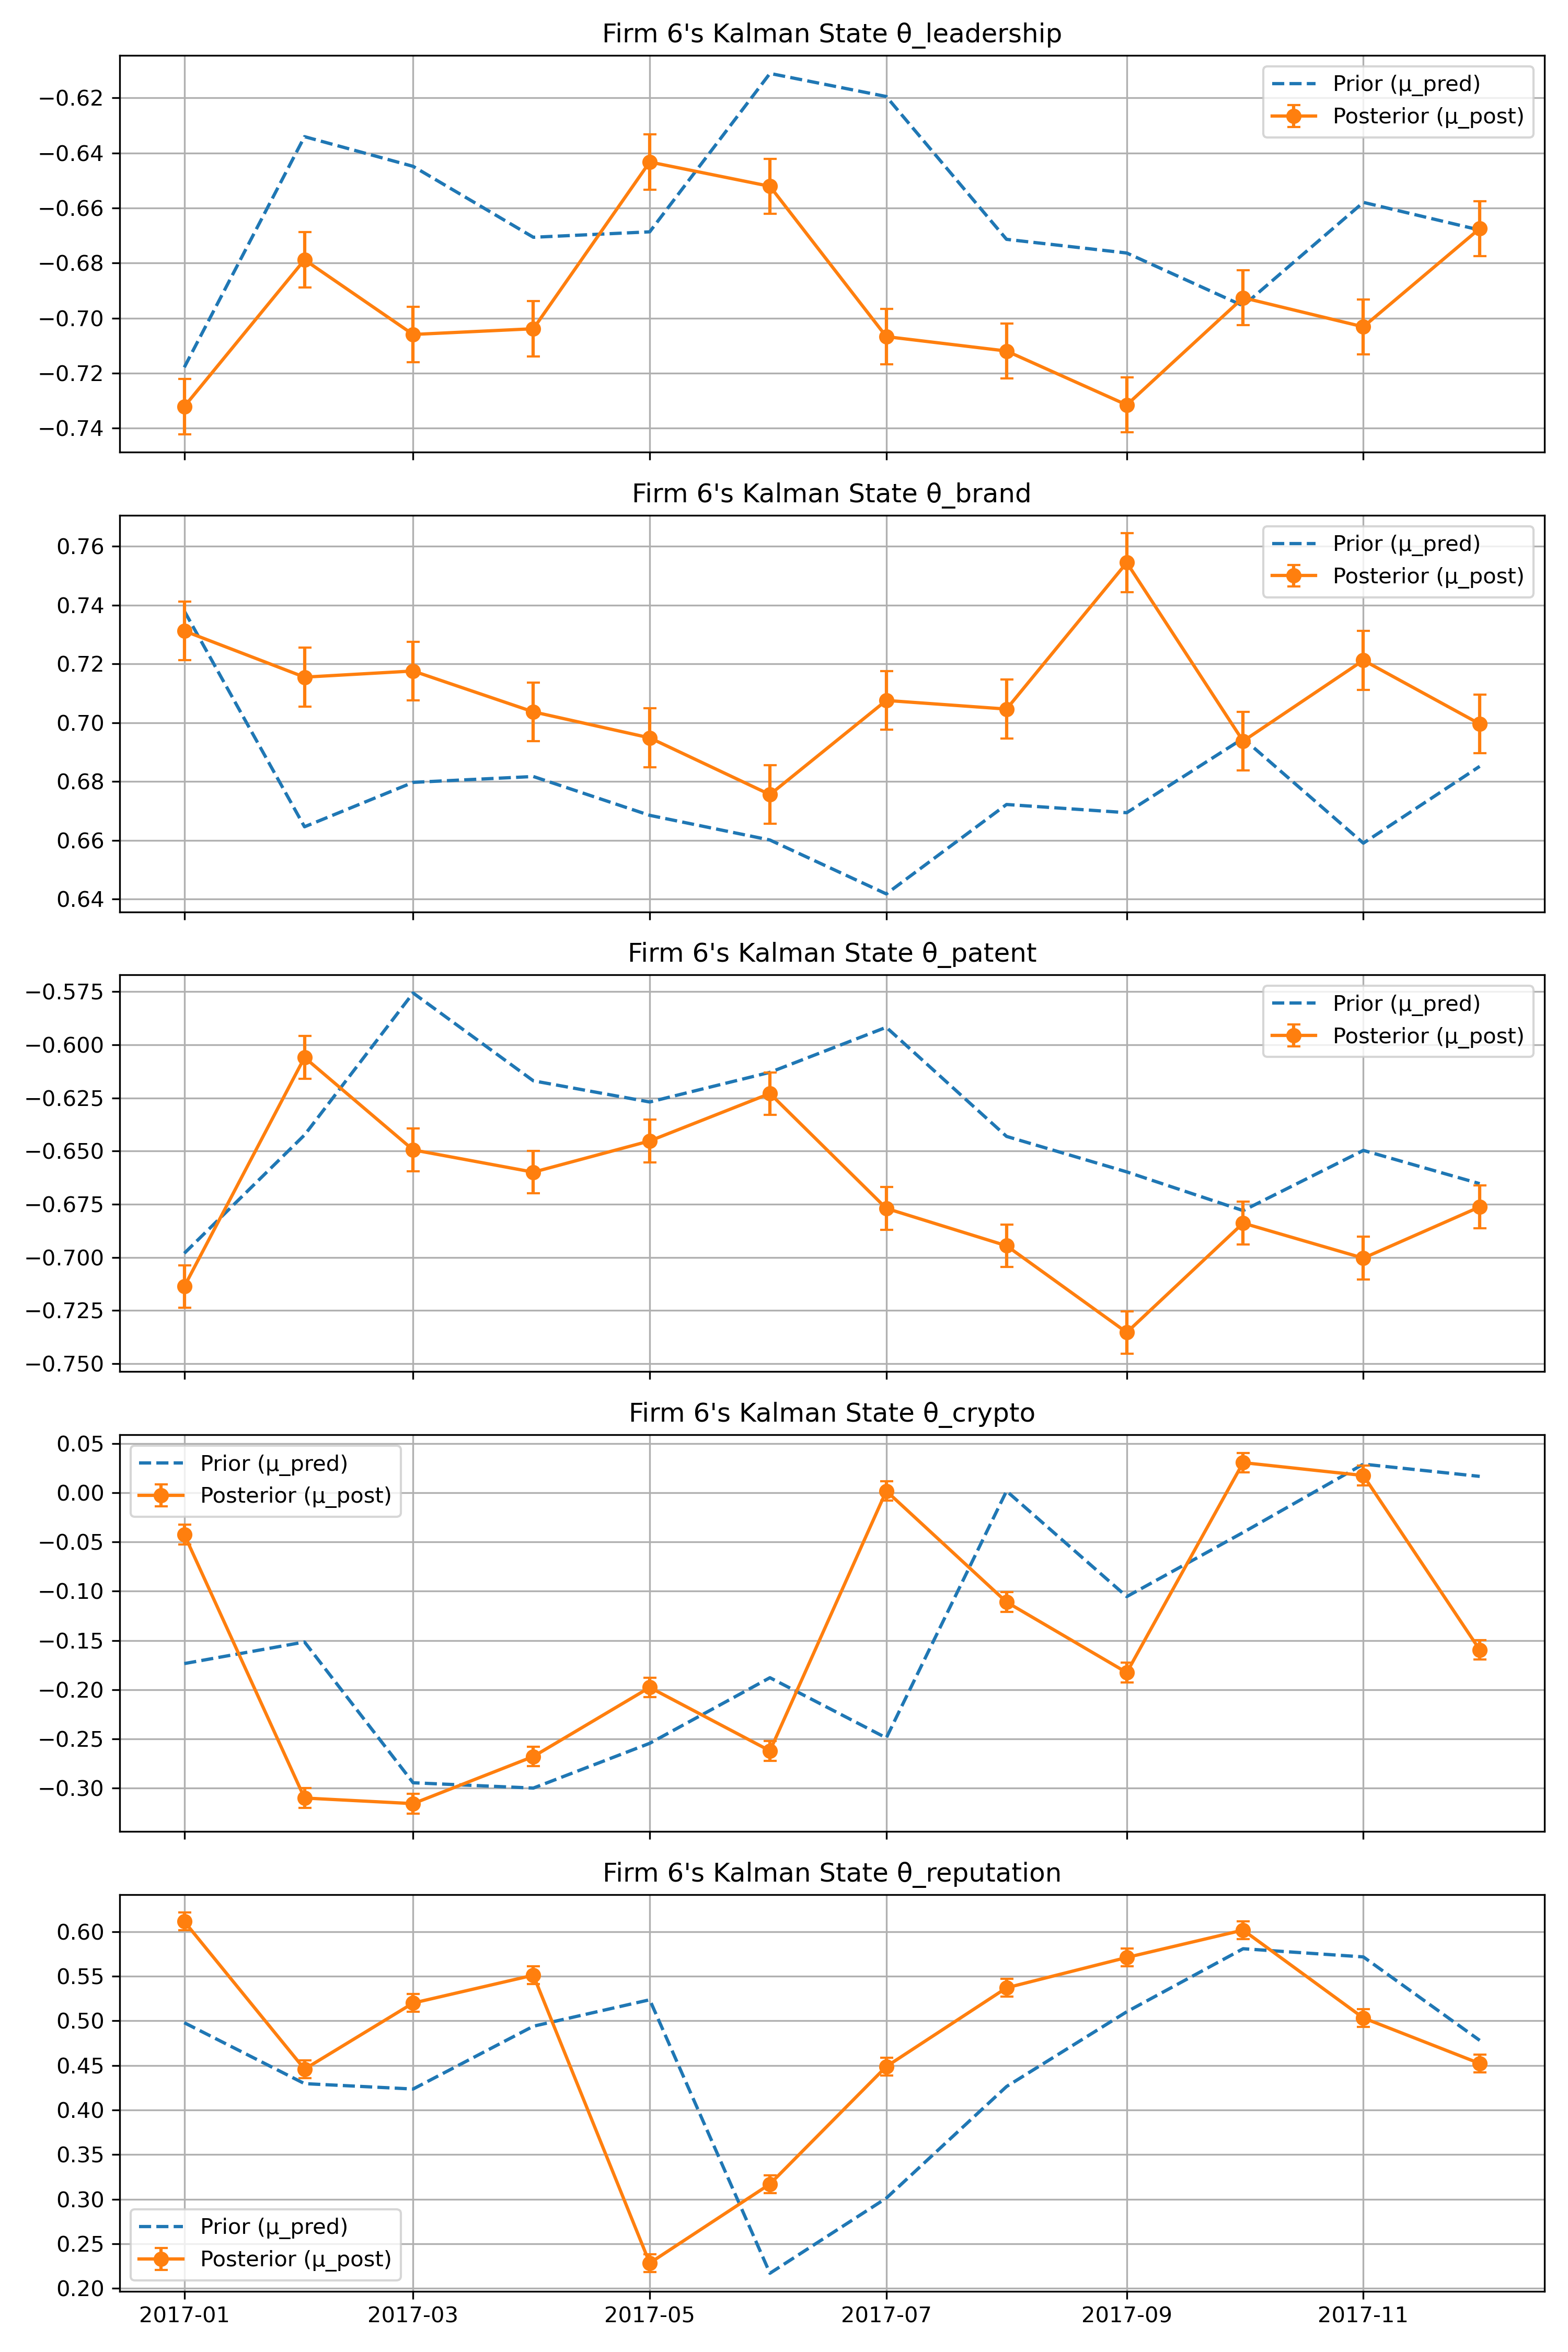 Firm 6's Kalman State θ_leadership
Prior (μ_pred)
Posterior (μ_post)
−0.62
−0.64
−0.66
−0.68
−0.70
−0.72
−0.74
Firm 6's Kalman State θ_brand
Prior (μ_pred)
Posterior (μ_post)
0.76
0.74
0.72
0.70
0.68
0.66
0.64
Firm 6's Kalman State θ_patent
Prior (μ_pred)
Posterior (μ_post)
−0.575
−0.600
−0.625
−0.650
−0.675
−0.700
−0.725
−0.750
Firm 6's Kalman State θ_crypto
Prior (μ_pred)
Posterior (μ_post)
0.05
0.00
−0.05
−0.10
−0.15
−0.20
−0.25
−0.30
Firm 6's Kalman State θ_reputation
0.60
0.55
0.50
0.45
0.40
0.35
0.30
0.25
0.20
Prior (μ_pred)
Posterior (μ_post)
2017-01 2017-03 2017-05 2017-07 2017-09 2017-11